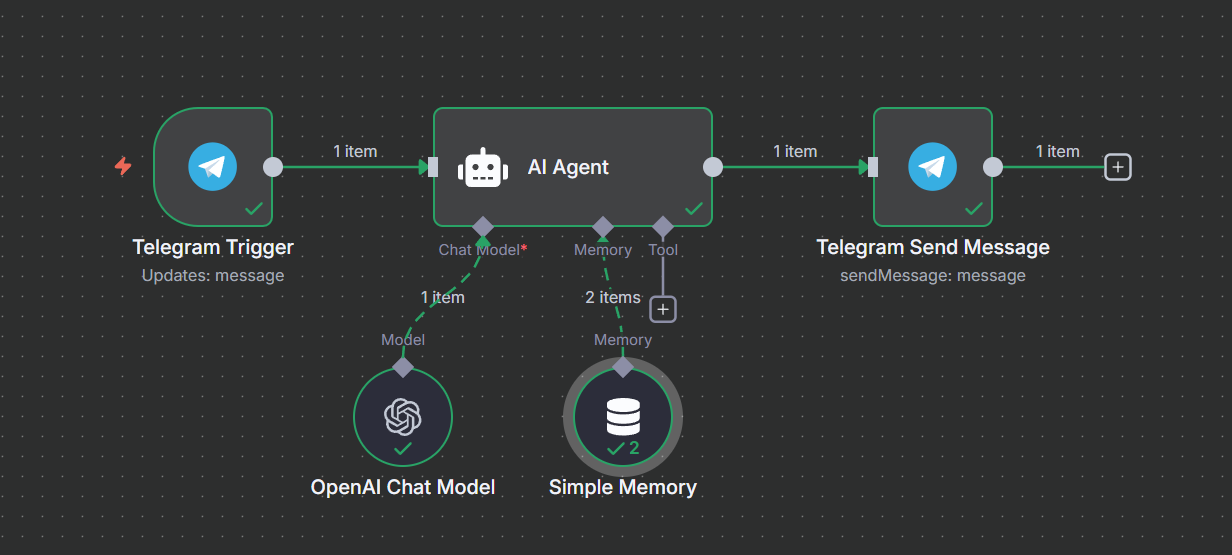 1 item
1 item
1 item
AI Agent
Telegram Trigger
Updates: message
Chat Model*
Memory
Tool
Telegram Send Message
sendMessage: message
1 item
2 items
Model
Memory
2
OpenAI Chat Model
Simple Memory